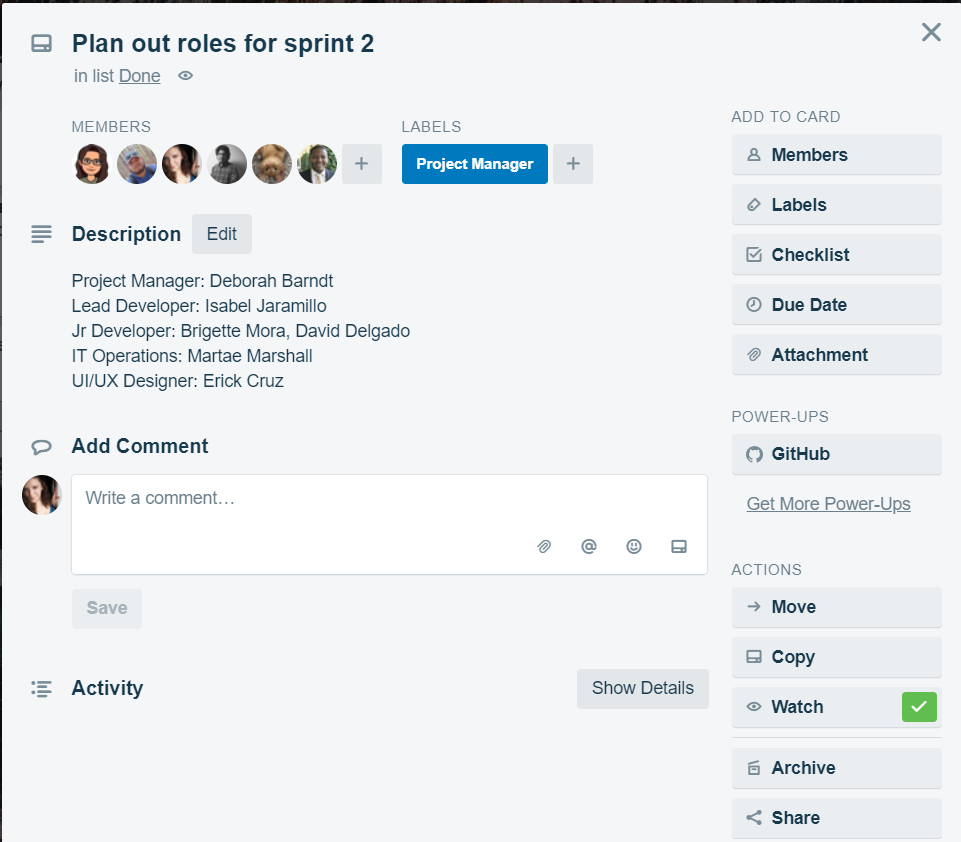 Plan out roles for sprint 2
in list Done
MEMBERS
+
LABELS
Project Manager
+
Description
Edit
Project Manager: Deborah Barndt
Lead Developer: Isabel Jaramillo
Jr Developer: Brigette Mora, David Delgado
IT Operations: Martae Marshall
UI/UX Designer: Erick Cruz
Add Comment
Write a comment…
@
Save
Activity
Show Details
ADD TO CARD
Members
Labels
Checklist
Due Date
Attachment
POWER-UPS
GitHub
Get More Power-Ups
ACTIONS
Move
Copy
Watch
Archive
Share